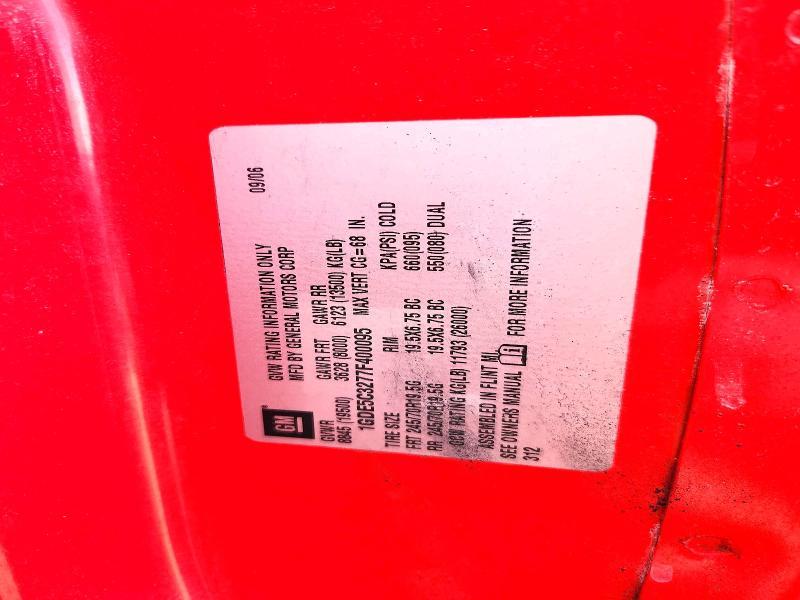 GVW RATING INFORMATION ONLY 09/06
MFD BY GENERAL MOTORS CORP
GM
GVWR GAWR FRT GAWR RR
8845 (19500) 3628 (8000) 6123 (13500) KG(LB)
1GDE5C3277F400095 MAX VERT CG=68 IN.
TIRE SIZE RIM KPA(PSI) COLD
FRT 245/70R19.5G 19.5X6.75 BC 660(095)
RR 245/70R19.5G 19.5X6.75 BC 550(080) DUAL
GCW RATING KG(LB) 11793 (26000)
ASSEMBLED IN FLINT MI.
SEE OWNERS MANUAL FOR MORE INFORMATION
312